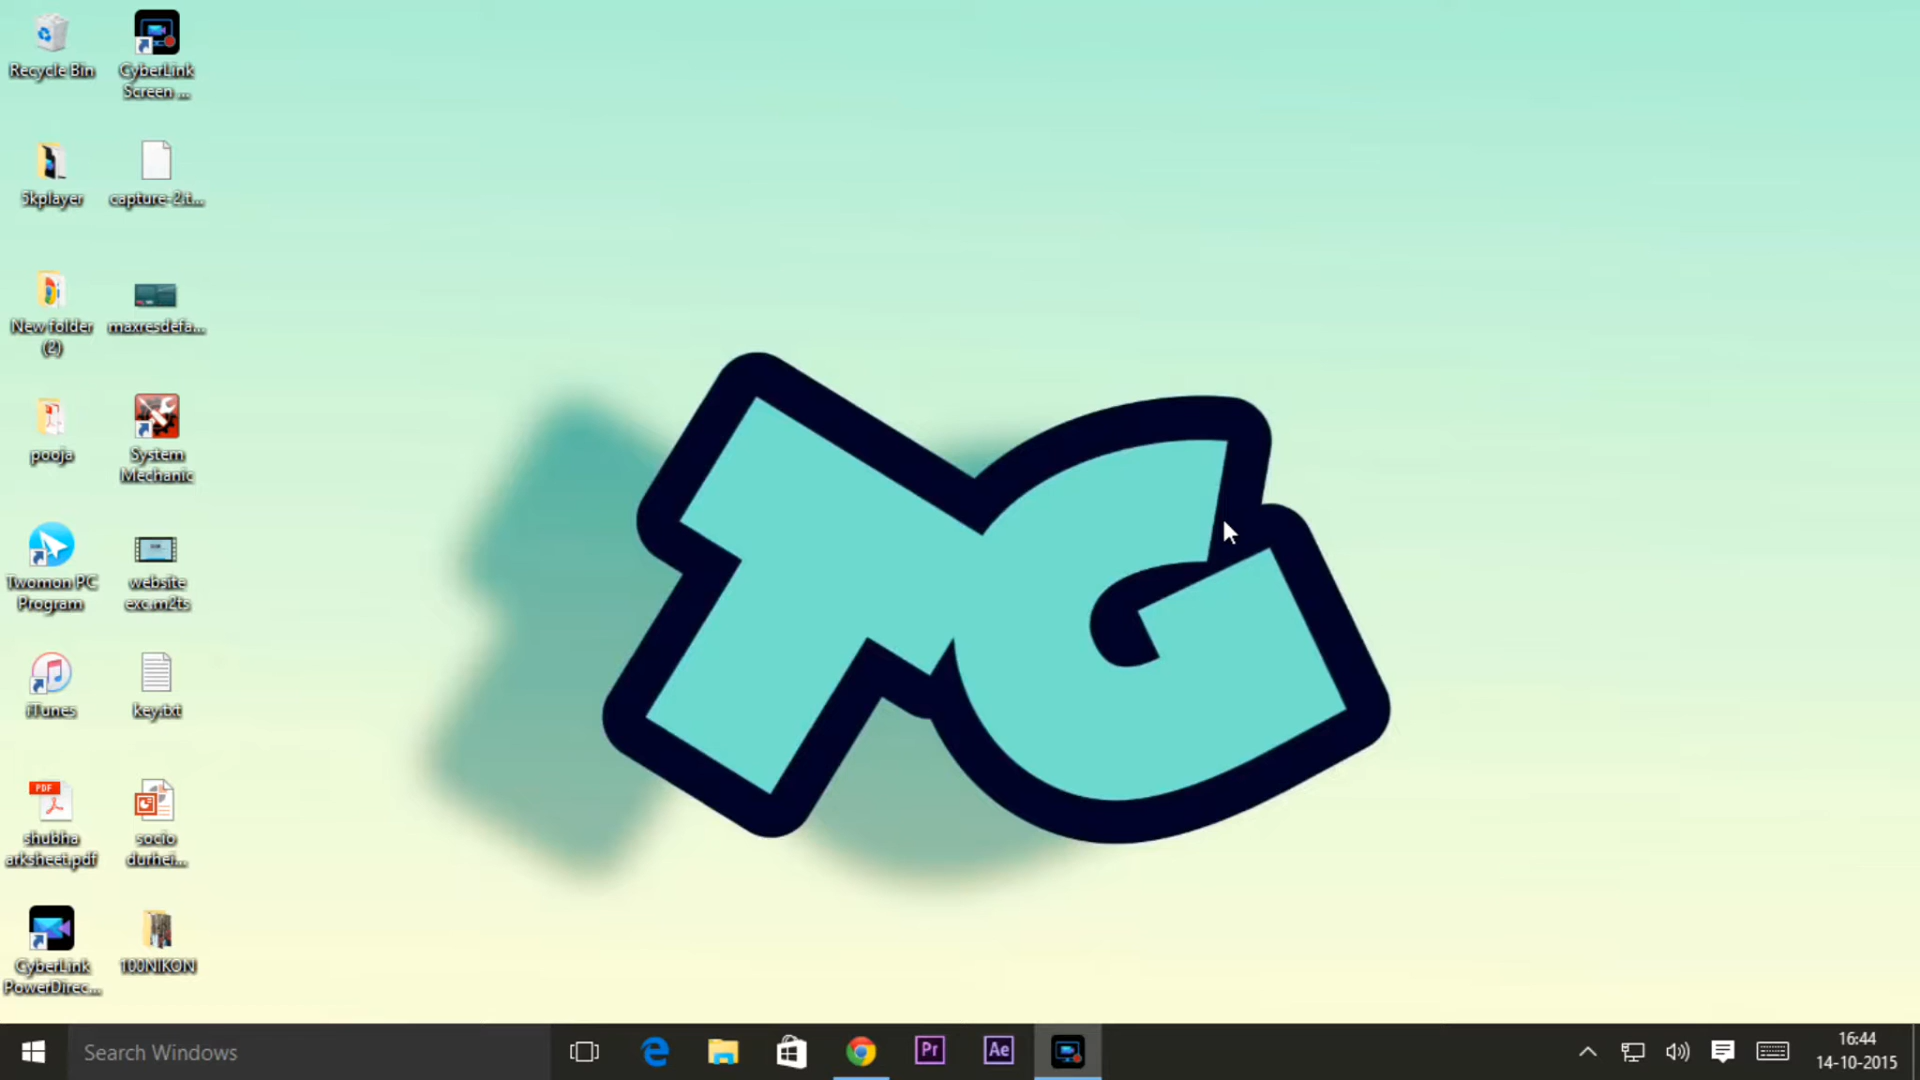 Recycle Bin
CyberLink
Screen ...
5kplayer
capture-2.t...
New folder
(2)
maxresdefa...
pooja
System
Mechanic
Twomon PC
Program
website
exc.m2ts
iTunes
key.txt
PDF
shubha
arksheet.pdf
socio
durhei...
CyberLink
PowerDirec...
100NIKON
TG
Search Windows
Pr
Ae
16:44
14-10-2015